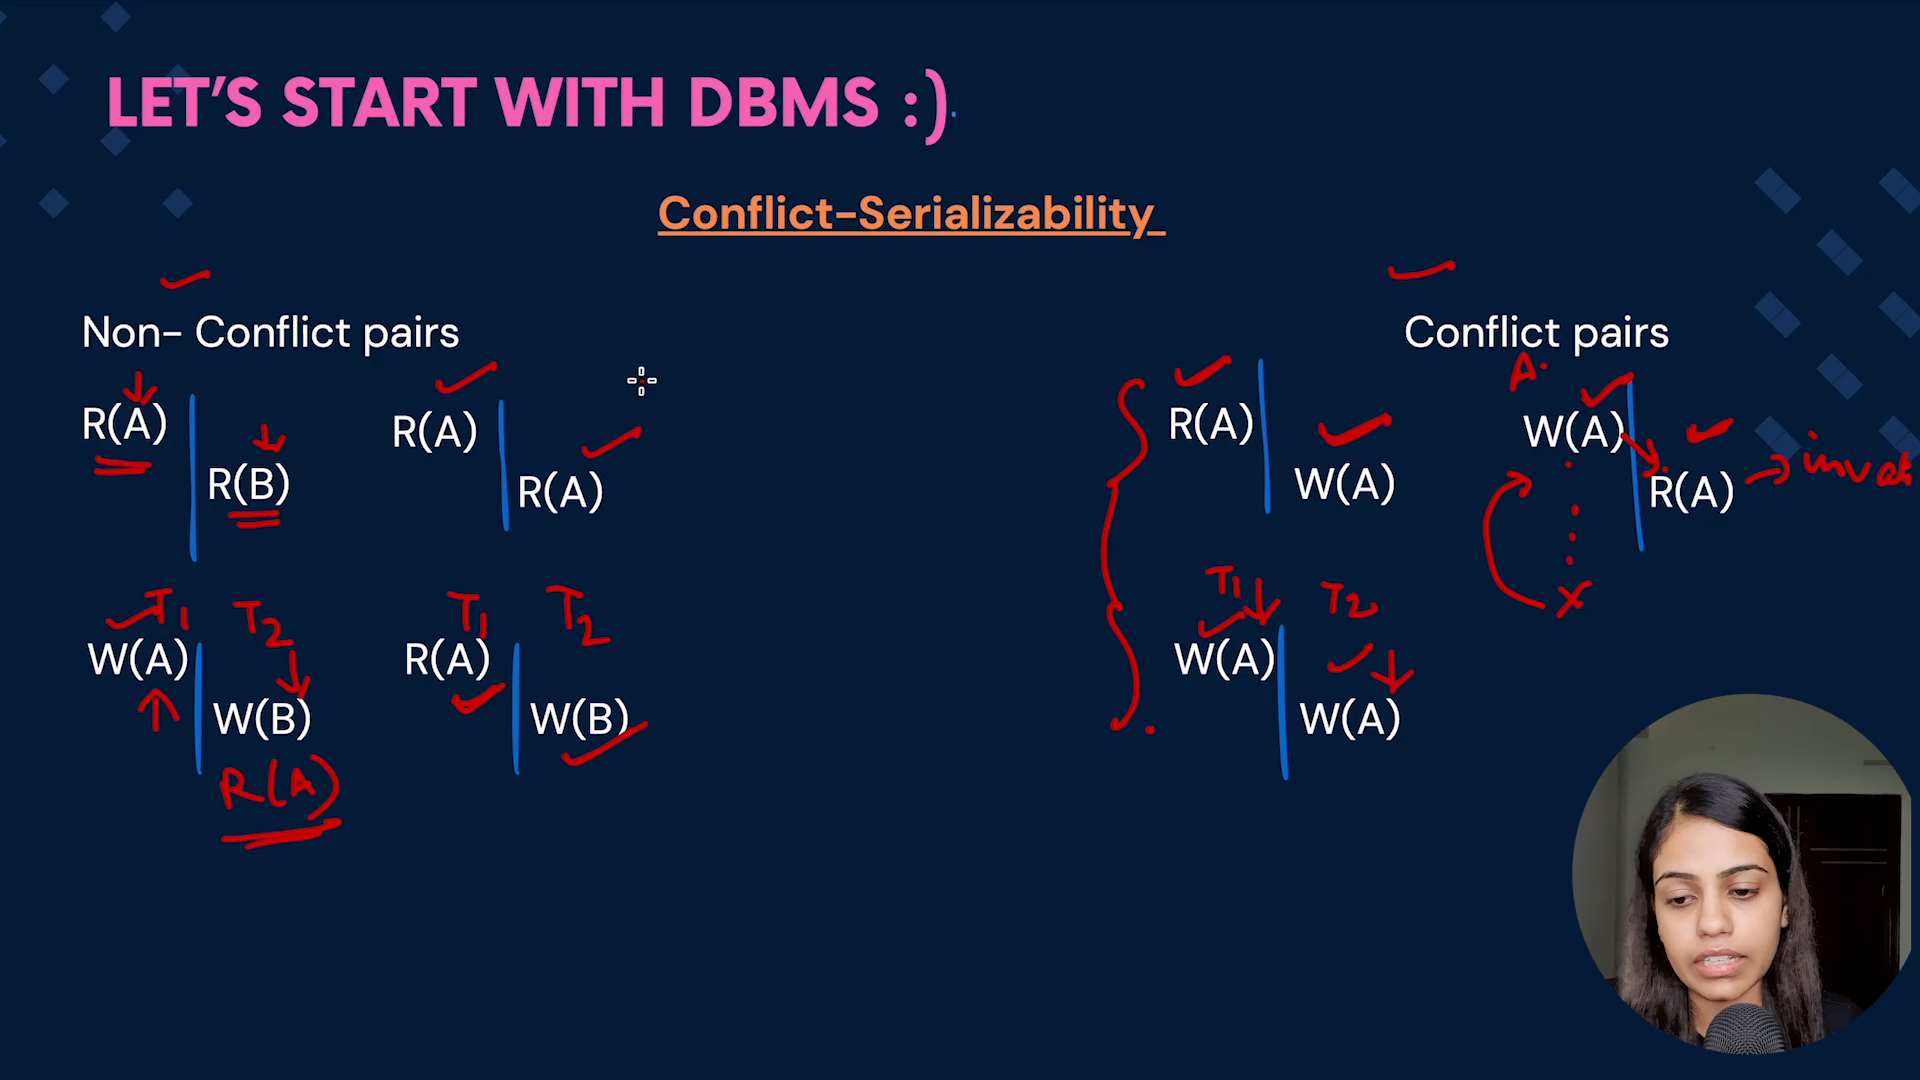 LET'S START WITH DBMS :)
Conflict-Serializability
Non- Conflict pairs
R(A)
R(B)
R(A)
R(A)
T1 T2
W(A)
W(B)
R(A)
T1 T2
R(A)
W(B)
Conflict pairs
R(A)
W(A)
A.
W(A)
R(A)
X
T1 T2
W(A)
W(A)